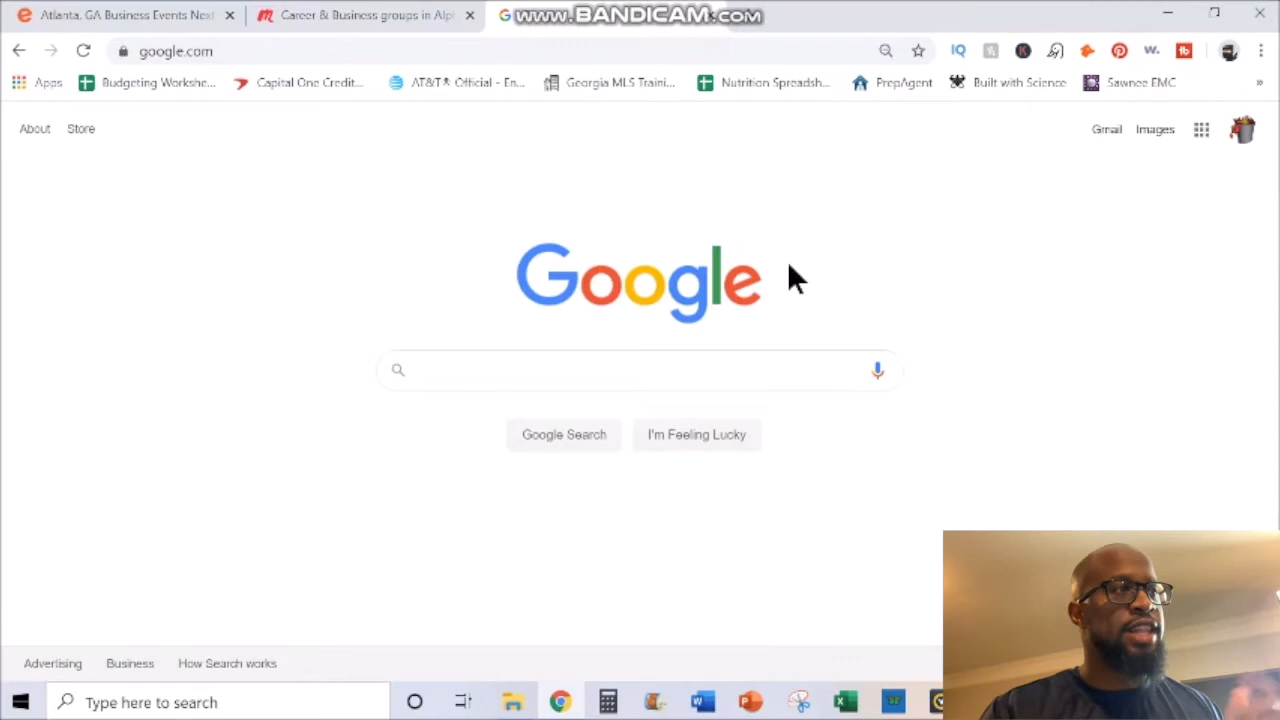 Atlanta, GA Business Events Next
Career & Business groups in Alp
www.BANDICAM.com
google.com
Apps
Budgeting Workshe...
Capital One Credit...
AT&T® Official - En...
Georgia MLS Traini...
Nutrition Spreadsh...
PrepAgent
Built with Science
Sawnee EMC
»
About
Store
Gmail
Images
Google
Google Search
I'm Feeling Lucky
Advertising
Business
How Search works
Type here to search